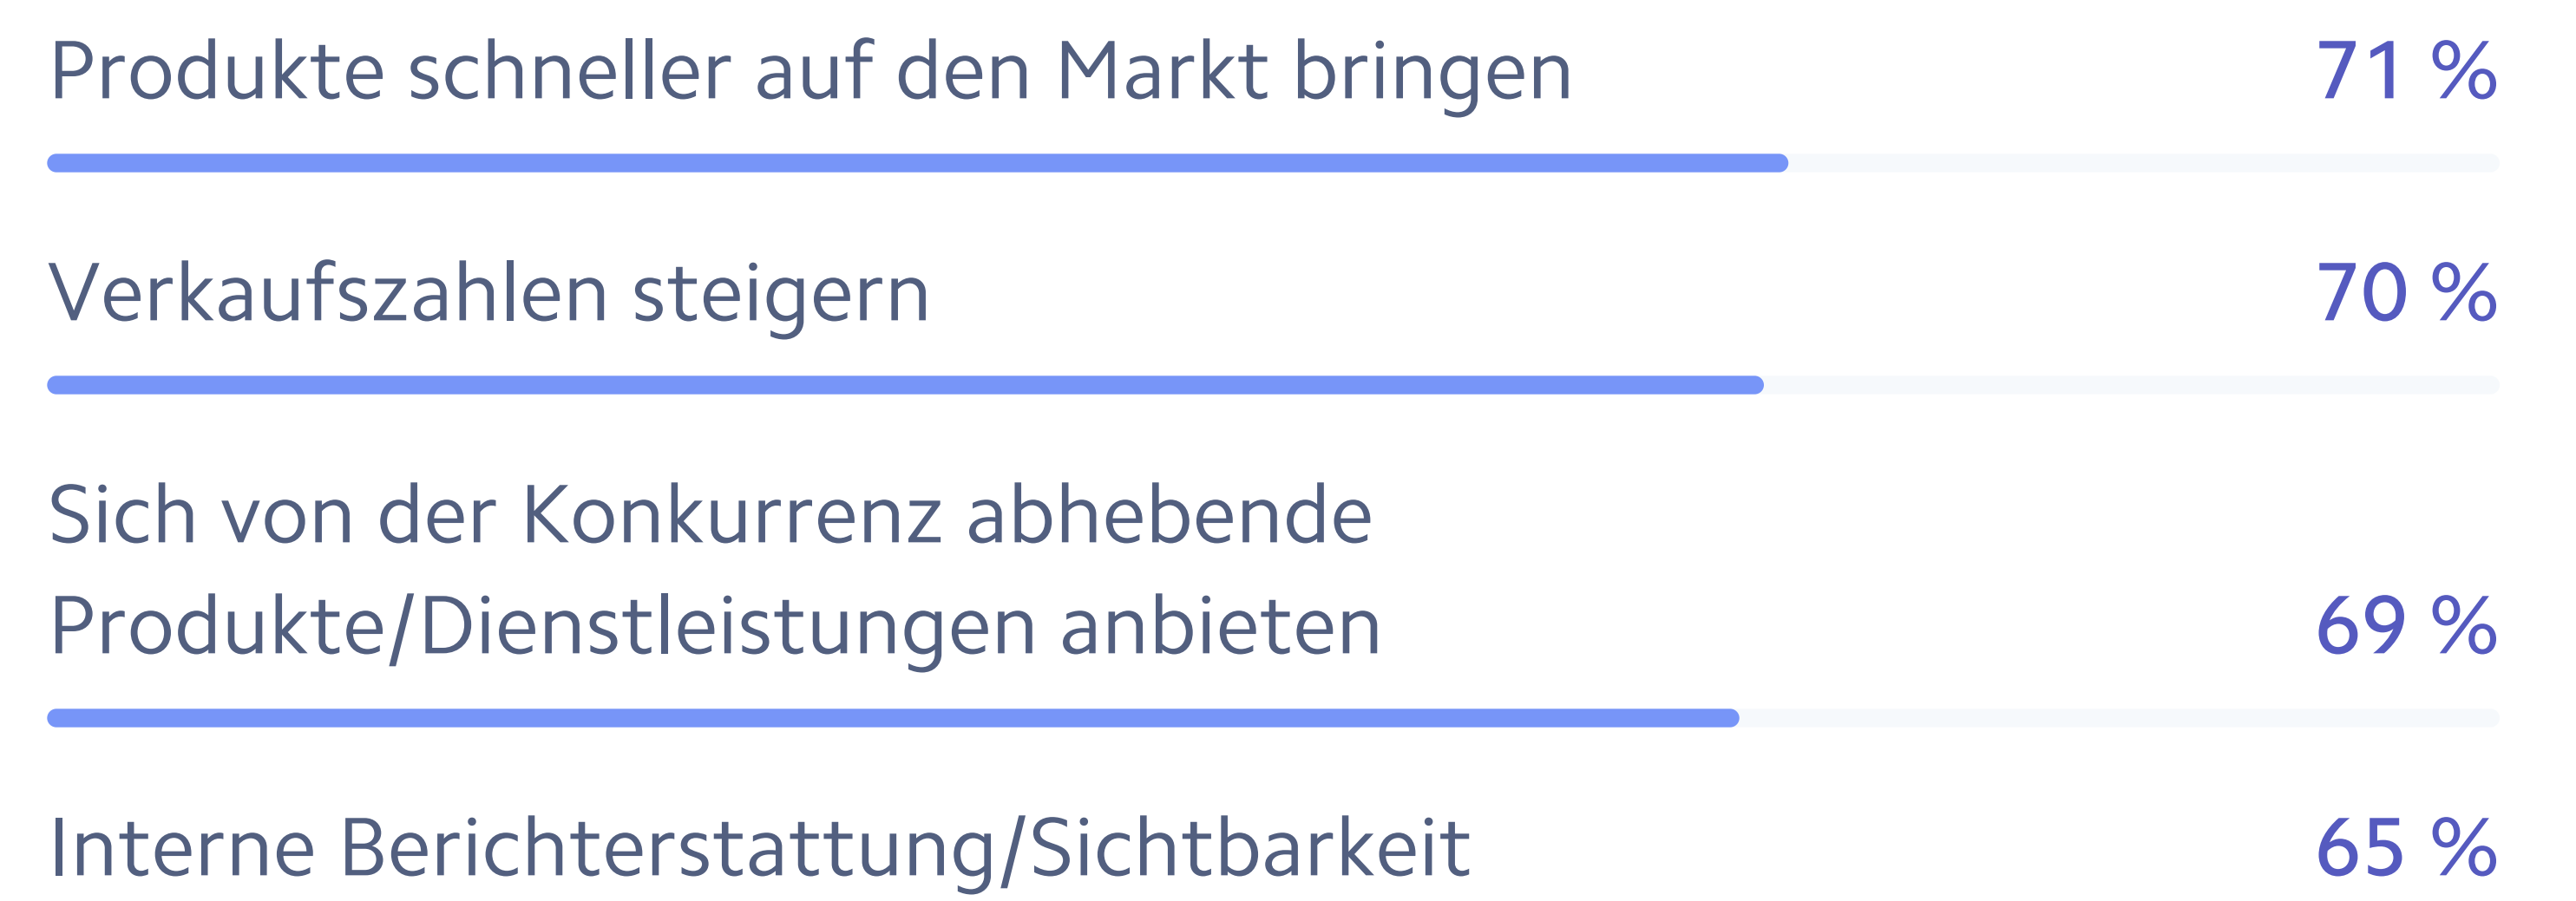 Produkte schneller auf den Markt bringen 71 %
Verkaufszahlen steigern 70 %
Sich von der Konkurrenz abhebende
Produkte/Dienstleistungen anbieten 69 %
Interne Berichterstattung/Sichtbarkeit 65 %